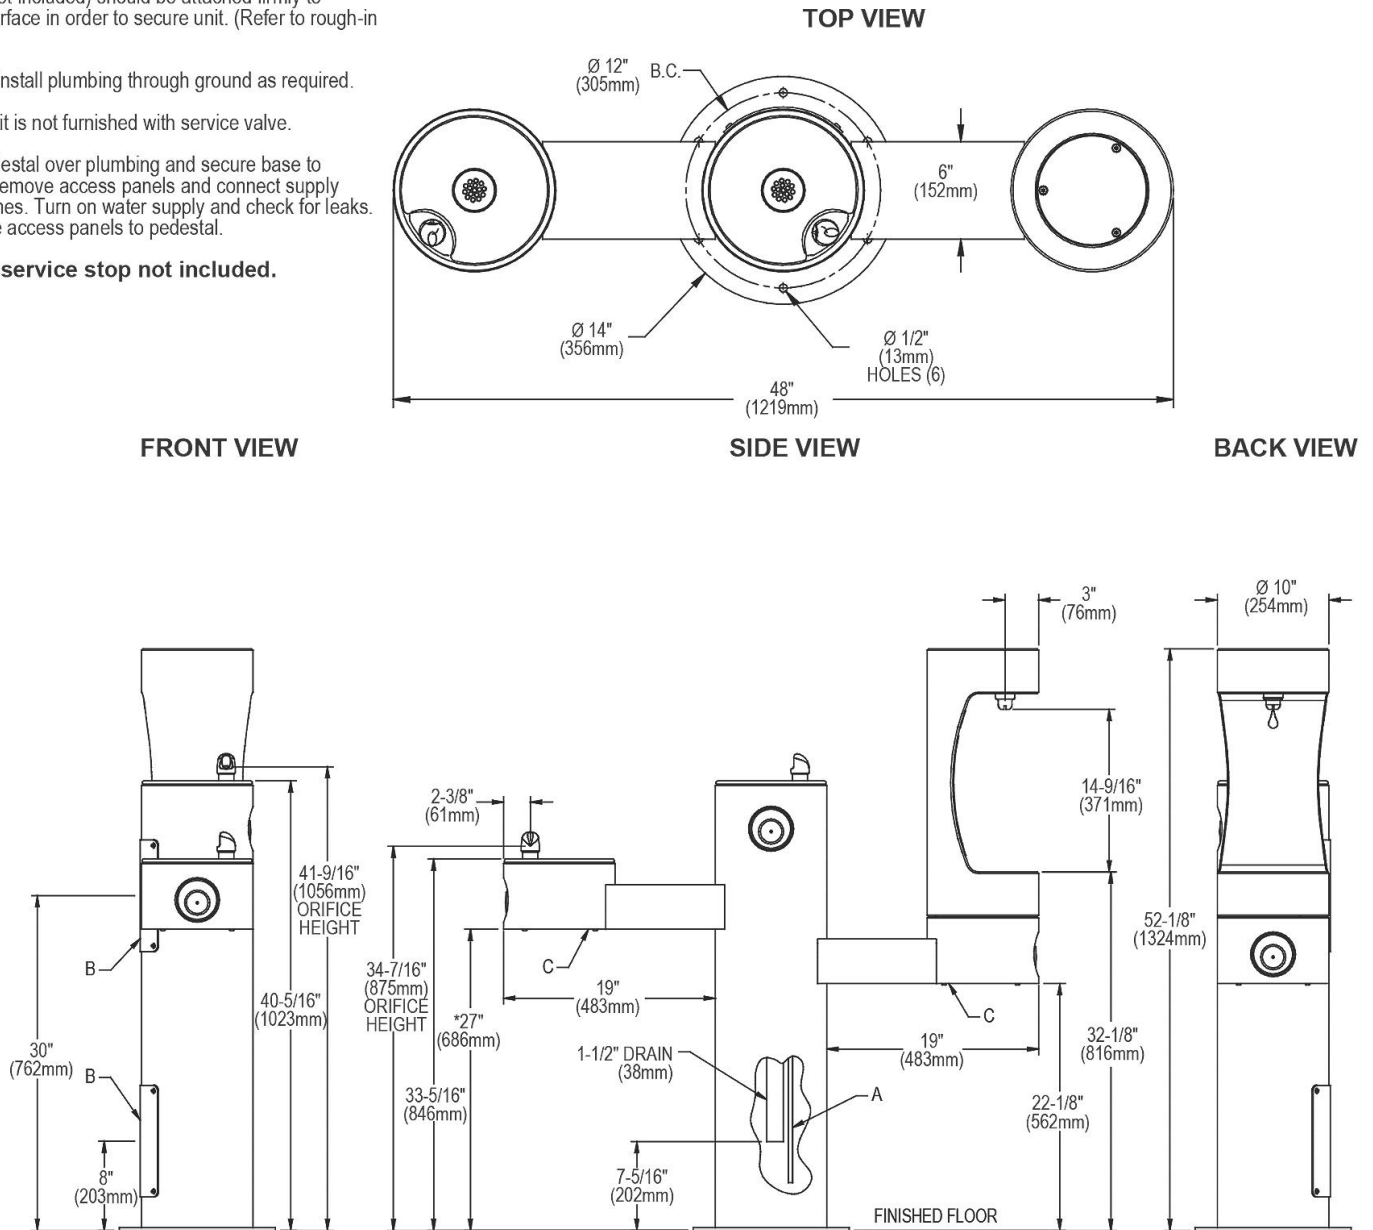 ot included) should be attached firmly to
rface in order to secure unit. (Refer to rough-in
nstall plumbing through ground as required.
it is not furnished with service valve.
estal over plumbing and secure base to
emove access panels and connect supply
nes. Turn on water supply and check for leaks.
e access panels to pedestal.
service stop not included.
TOP VIEW
Ø 12"
(305mm)
B.C.
6"
(152mm)
Ø 14"
(356mm)
Ø 1/2"
(13mm)
HOLES (6)
48"
(1219mm)
FRONT VIEW
SIDE VIEW
BACK VIEW
41-9/16"
(1056mm)
ORIFICE
HEIGHT
40-5/16"
(1023mm)
B
30"
(762mm)
B
8"
(203mm)
2-3/8"
(61mm)
34-7/16"
(875mm)
ORIFICE
HEIGHT
*27"
(686mm)
33-5/16"
(846mm)
C
19"
(483mm)
1-1/2" DRAIN
(38mm)
A
7-5/16"
(202mm)
3"
(76mm)
14-9/16"
(371mm)
C
19"
(483mm)
32-1/8"
(816mm)
22-1/8"
(562mm)
FINISHED FLOOR
Ø 10"
(254mm)
52-1/8"
(1324mm)